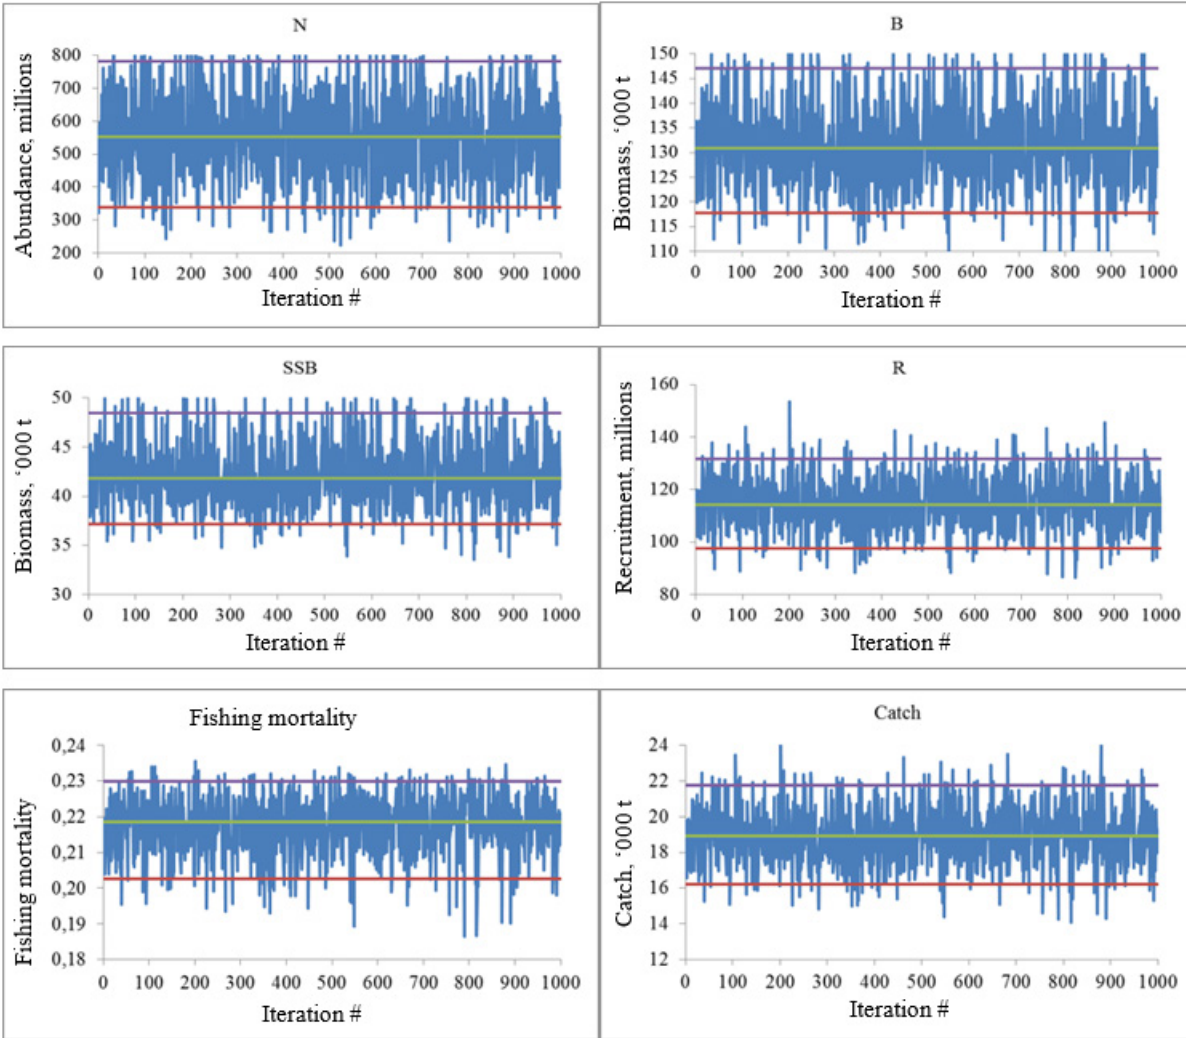 N
Abundance, millions
800
700
600
500
400
300
200
0 100 200 300 400 500 600 700 800 900 1000
Iteration #
B
Biomass, ‘000 t
150
145
140
135
130
125
120
115
110
0 100 200 300 400 500 600 700 800 900 1000
Iteration #
SSB
Biomass, ‘000 t
50
45
40
35
30
0 100 200 300 400 500 600 700 800 900 1000
Iteration #
R
Recruitment, millions
160
140
120
100
80
0 100 200 300 400 500 600 700 800 900 1000
Iteration #
Fishing mortality
Fishing mortality
0,24
0,23
0,22
0,21
0,20
0,19
0,18
0 100 200 300 400 500 600 700 800 900 1000
Iteration #
Catch
Catch, ‘000 t
24
22
20
18
16
14
12
0 100 200 300 400 500 600 700 800 900 1000
Iteration #